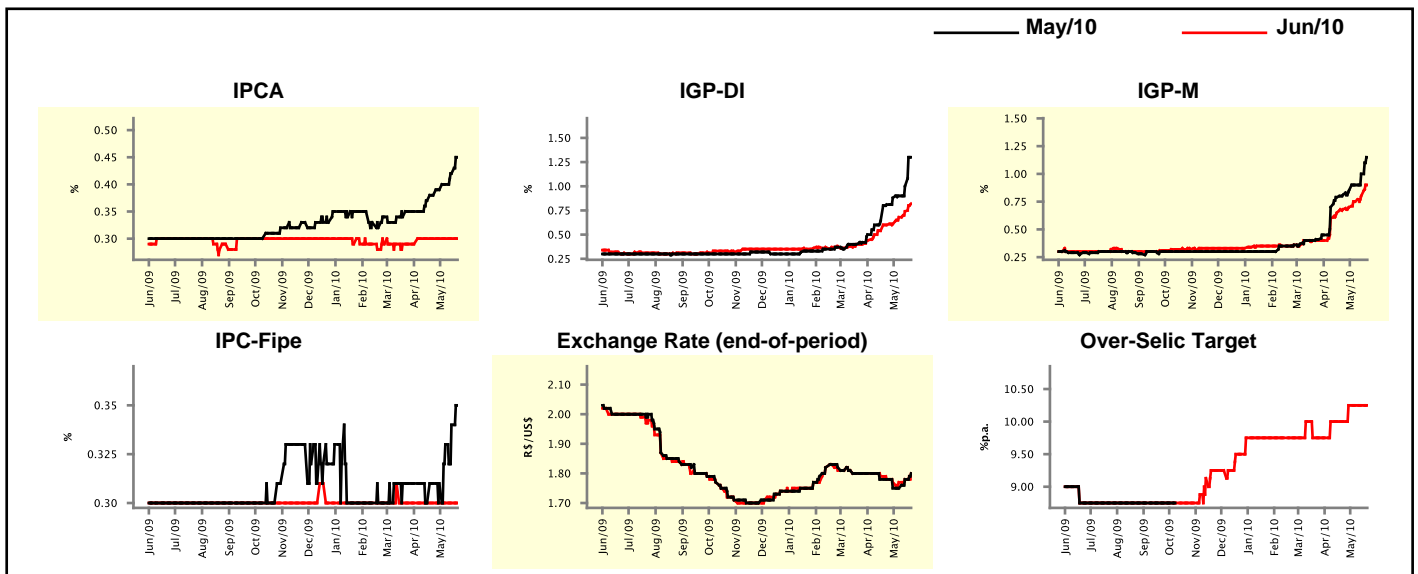 May/10 Jun/10
IPCA
0.50
0.45
0.40
0.35
0.30
%
Jun/09 Jul/09 Aug/09 Sep/09 Oct/09 Nov/09 Dec/09 Jan/10 Feb/10 Mar/10 Apr/10 May/10
IGP-DI
1.50
1.25
1.00
0.75
0.50
0.25
%
Jun/09 Jul/09 Aug/09 Sep/09 Oct/09 Nov/09 Dec/09 Jan/10 Feb/10 Mar/10 Apr/10 May/10
IGP-M
1.50
1.50
1.00
0.75
0.50
0.25
%
Jun/09 Jul/09 Aug/09 Sep/09 Oct/09 Nov/09 Dec/09 Jan/10 Feb/10 Mar/10 Apr/10 May/10
IPC-Fipe
0.35
0.325
0.30
%
Jun/09 Jul/09 Aug/09 Sep/09 Oct/09 Nov/09 Dec/09 Jan/10 Feb/10 Mar/10 Apr/10 May/10
Exchange Rate (end-of-period)
2.10
2.00
1.90
1.80
1.70
R$/US$
Jun/09 Jul/09 Aug/09 Sep/09 Oct/09 Nov/09 Dec/09 Jan/10 Feb/10 Mar/10 Apr/10 May/10
Over-Selic Target
10.50
10.00
9.50
9.00
%p.a.
Jun/09 Jul/09 Aug/09 Sep/09 Oct/09 Nov/09 Dec/09 Jan/10 Feb/10 Mar/10 Apr/10 May/10